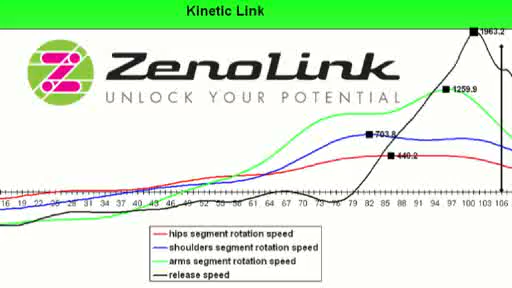 Kinetic Link
1963.2
ZENOLINK
UNLOCK YOUR POTENTIAL
1259.9
703.8
440.2
16 19 22 25 28 31 34 37 40 43 46 49 52 55 58 61 64 67 70 73 76 79 82 85 88 91 94 97 100 103 106
hips segment rotation speed
shoulders segment rotation speed
arms segment rotation speed
release speed